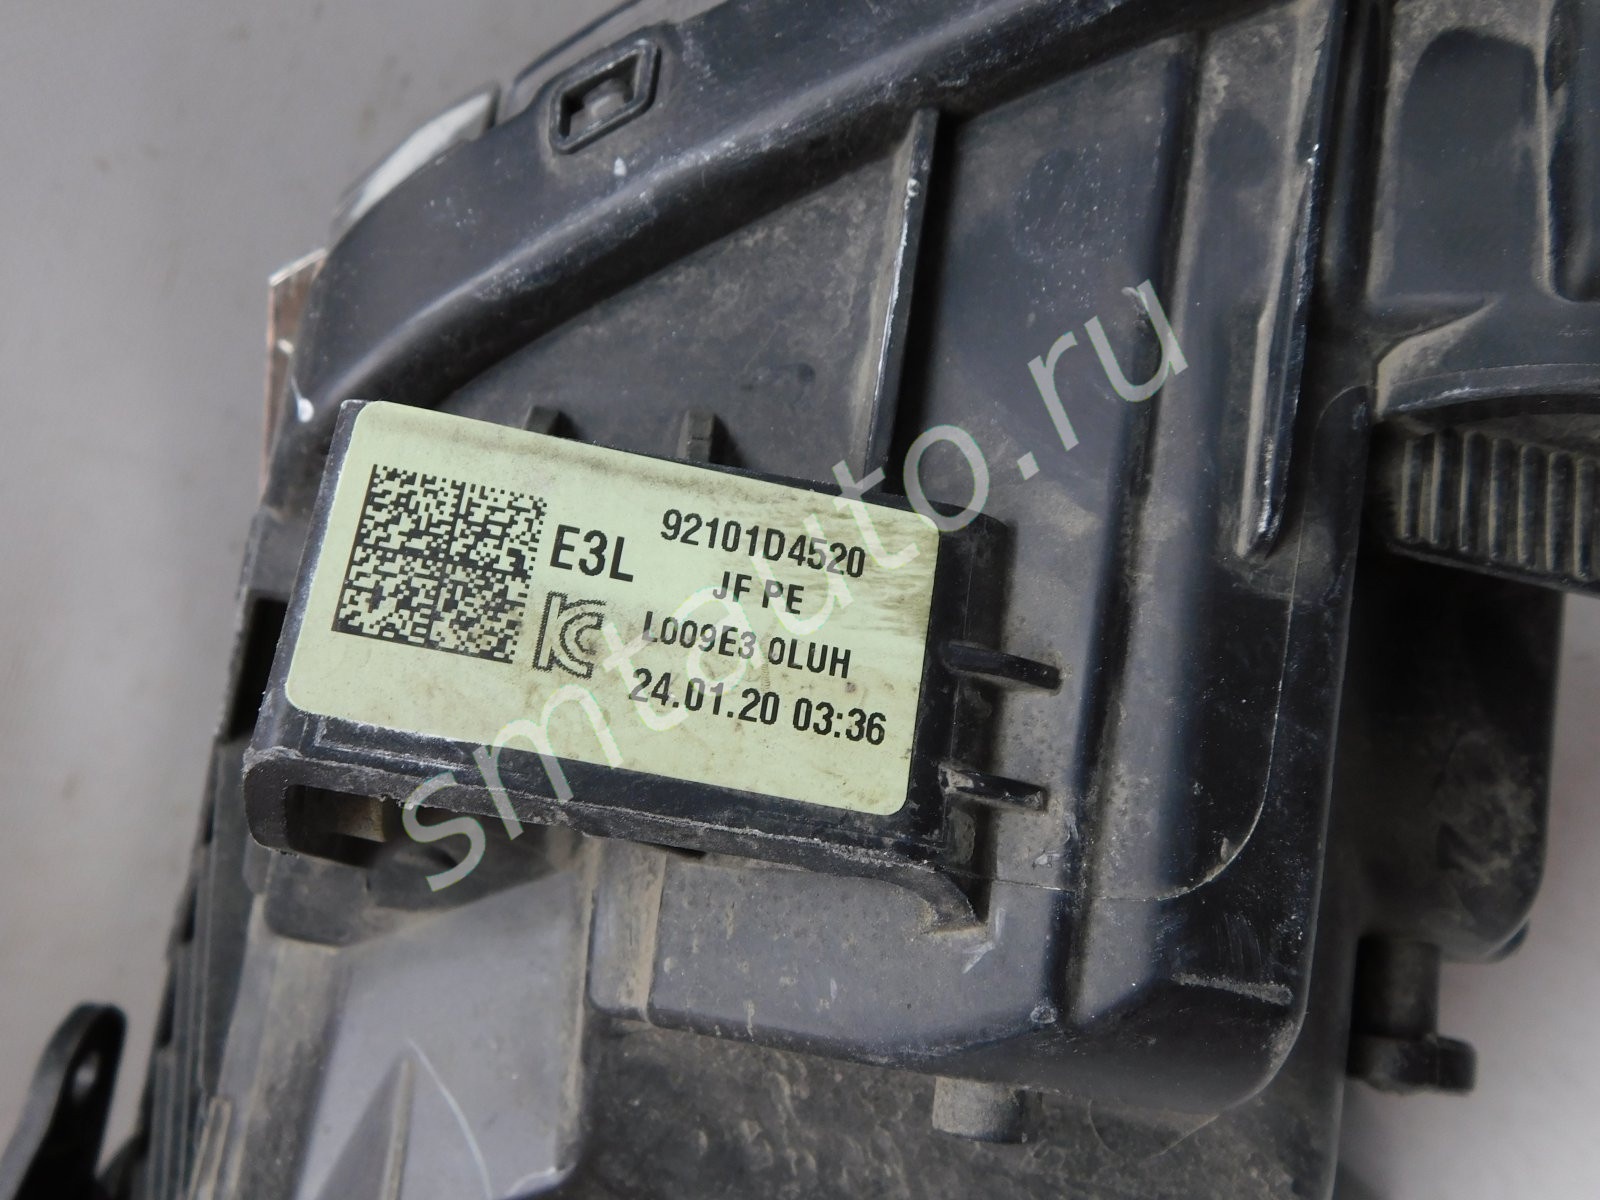 E3L
92101D4520
JF PE
L009E3 0LUH
24.01.20 03:36
smtauto.ru